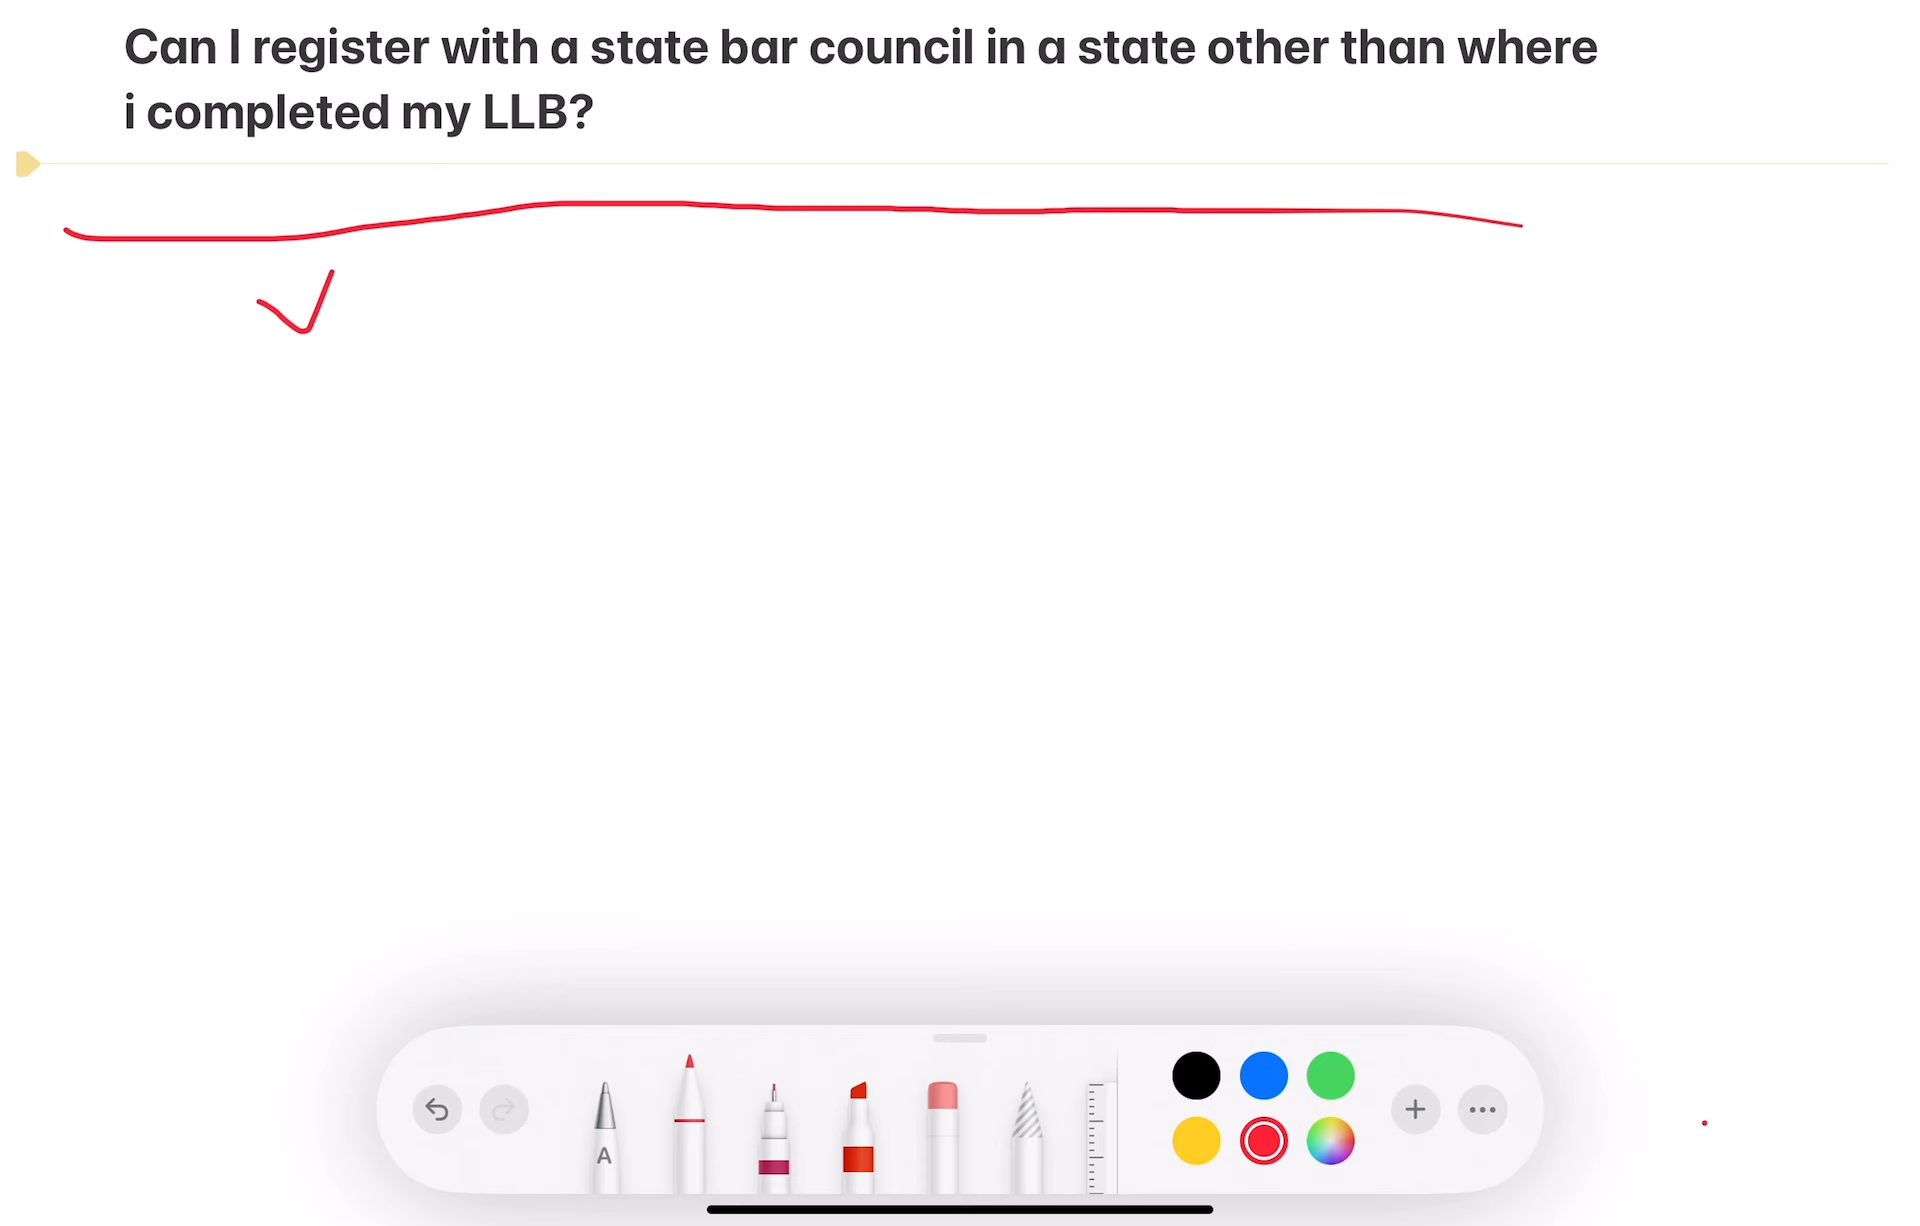 Can I register with a state bar council in a state other than where
i completed my LLB?
A